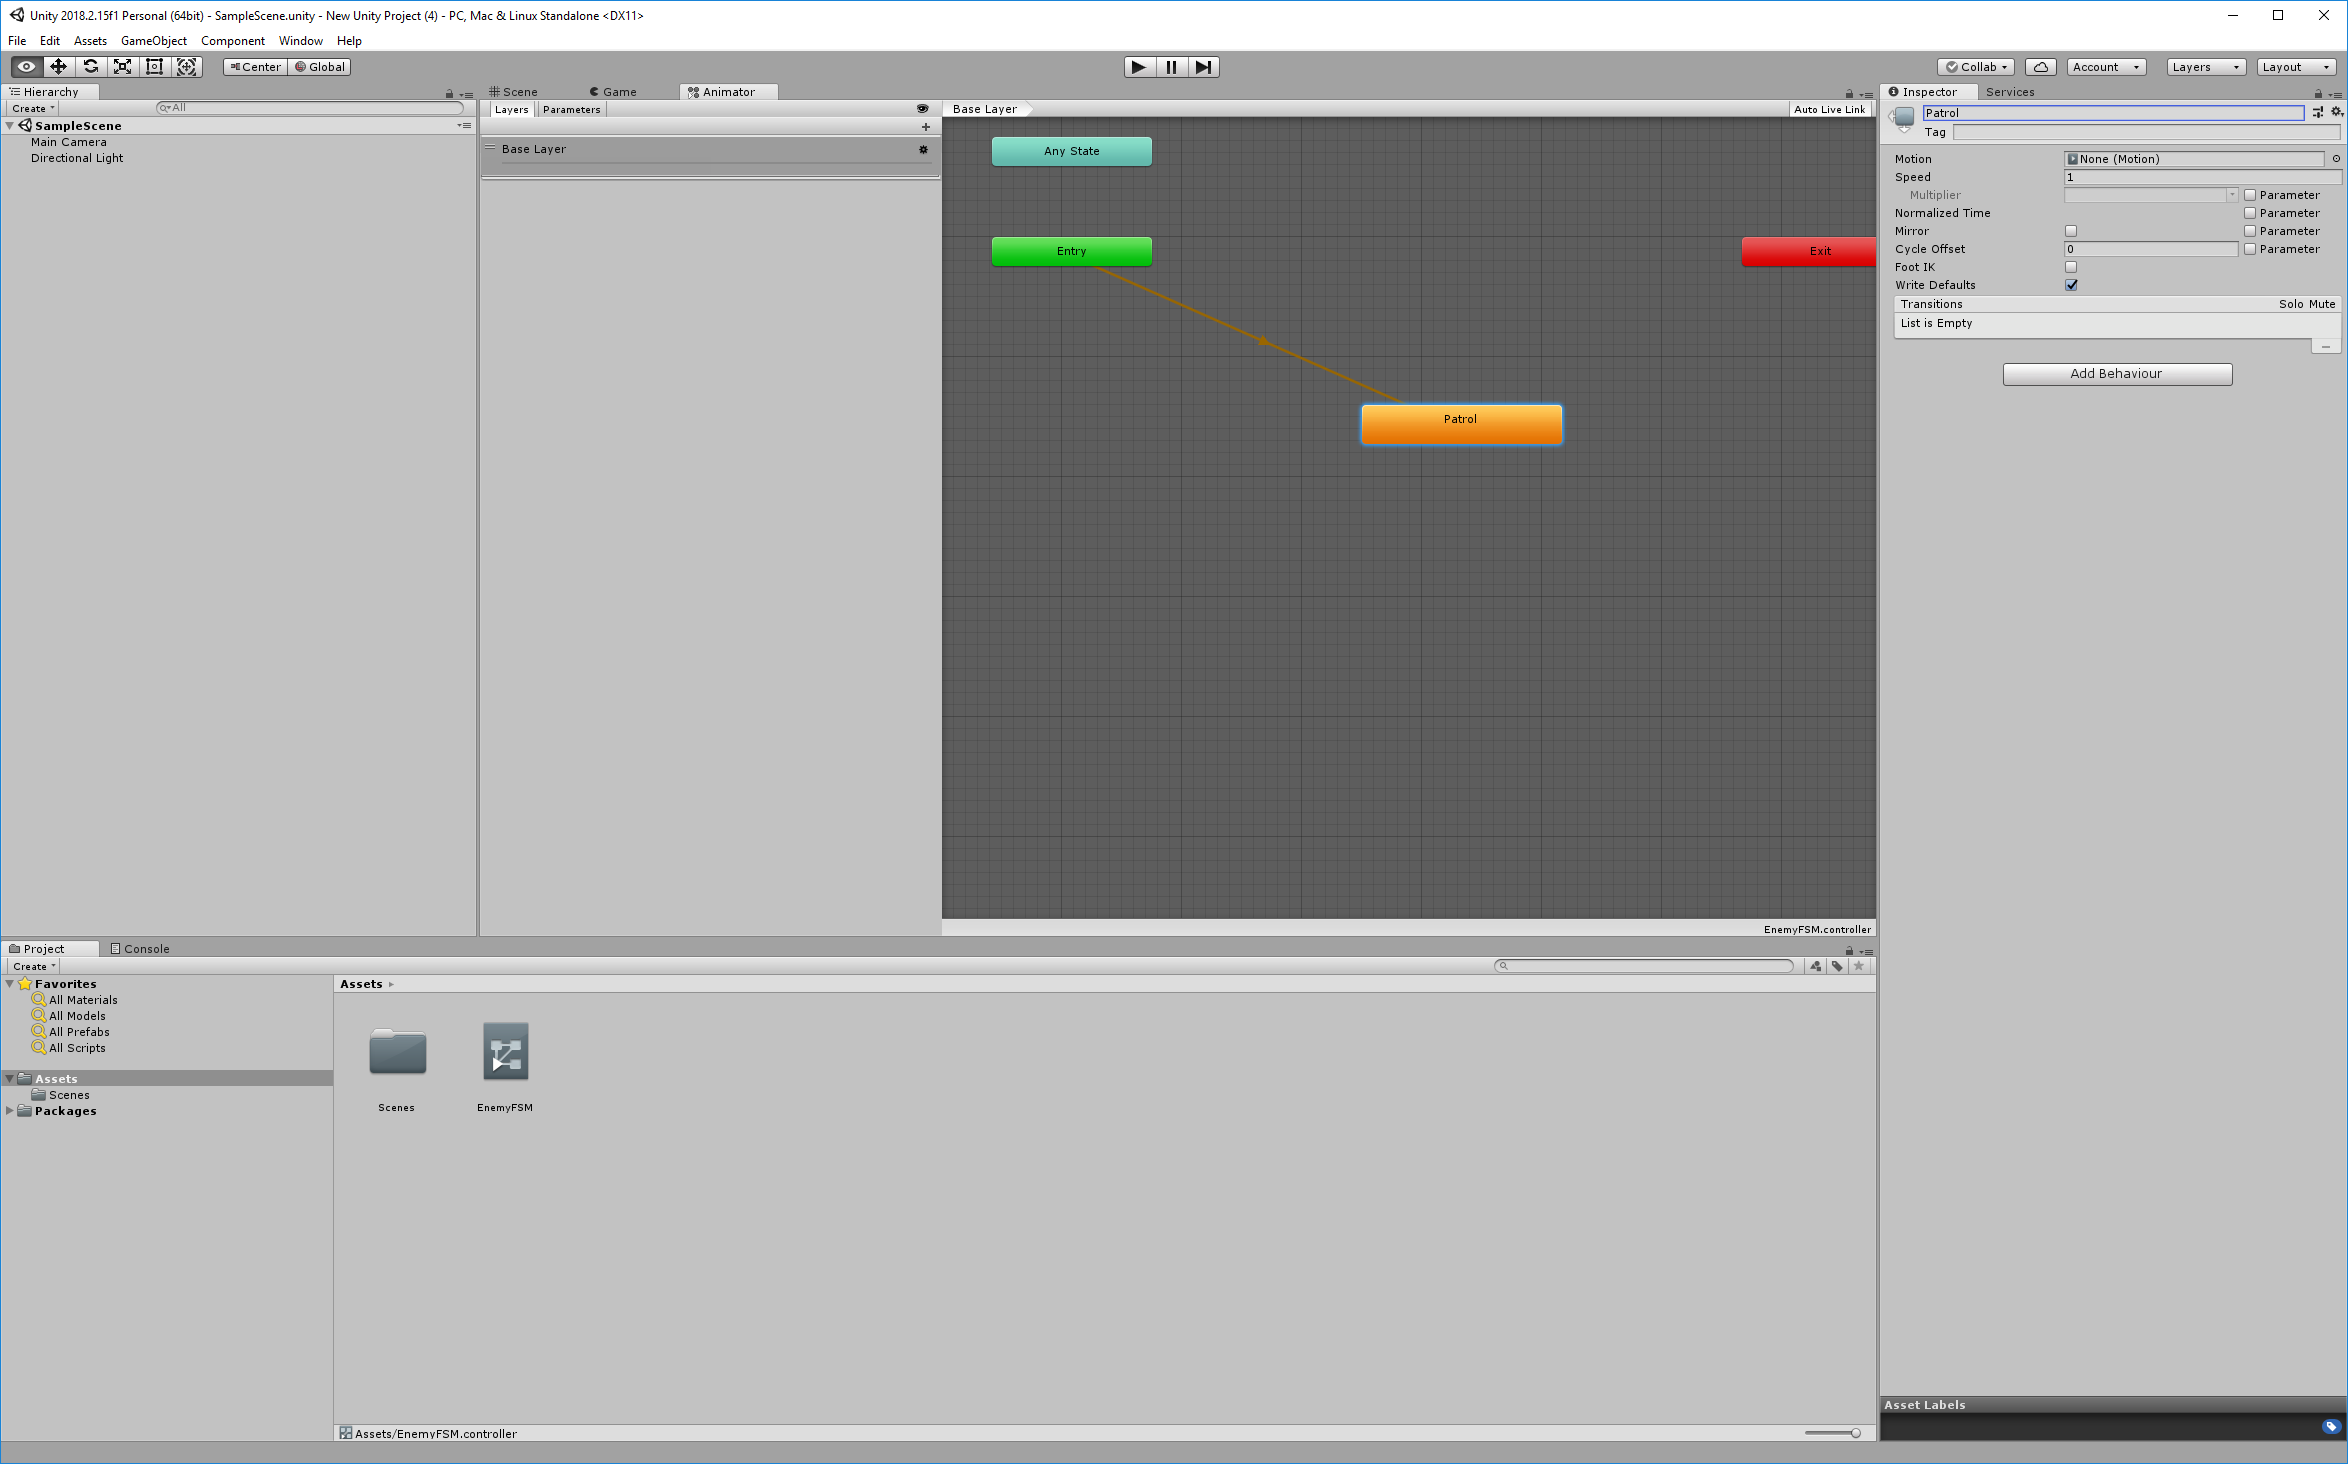 Unity 2018.2.15f1 Personal (64bit) - SampleScene.unity - New Unity Project (4) - PC, Mac & Linux Standalone <DX11>
File Edit Assets GameObject Component Window Help
Center Global
Collab Account Layers Layout
Hierarchy
Create All
SampleScene
Main Camera
Directional Light
Scene Game Animator
Layers Parameters
Base Layer
Base Layer Auto Live Link
Any State
Entry
Exit
Patrol
EnemyFSM.controller
Inspector Services
Patrol
Tag
Motion None (Motion)
Speed 1
Multiplier Parameter
Normalized Time Parameter
Mirror Parameter
Cycle Offset 0 Parameter
Foot IK
Write Defaults
Transitions Solo Mute
List is Empty
Add Behaviour
Project Console
Create
Favorites
All Materials
All Models
All Prefabs
All Scripts
Assets
Scenes
Packages
Assets
Scenes EnemyFSM
Assets/EnemyFSM.controller
Asset Labels